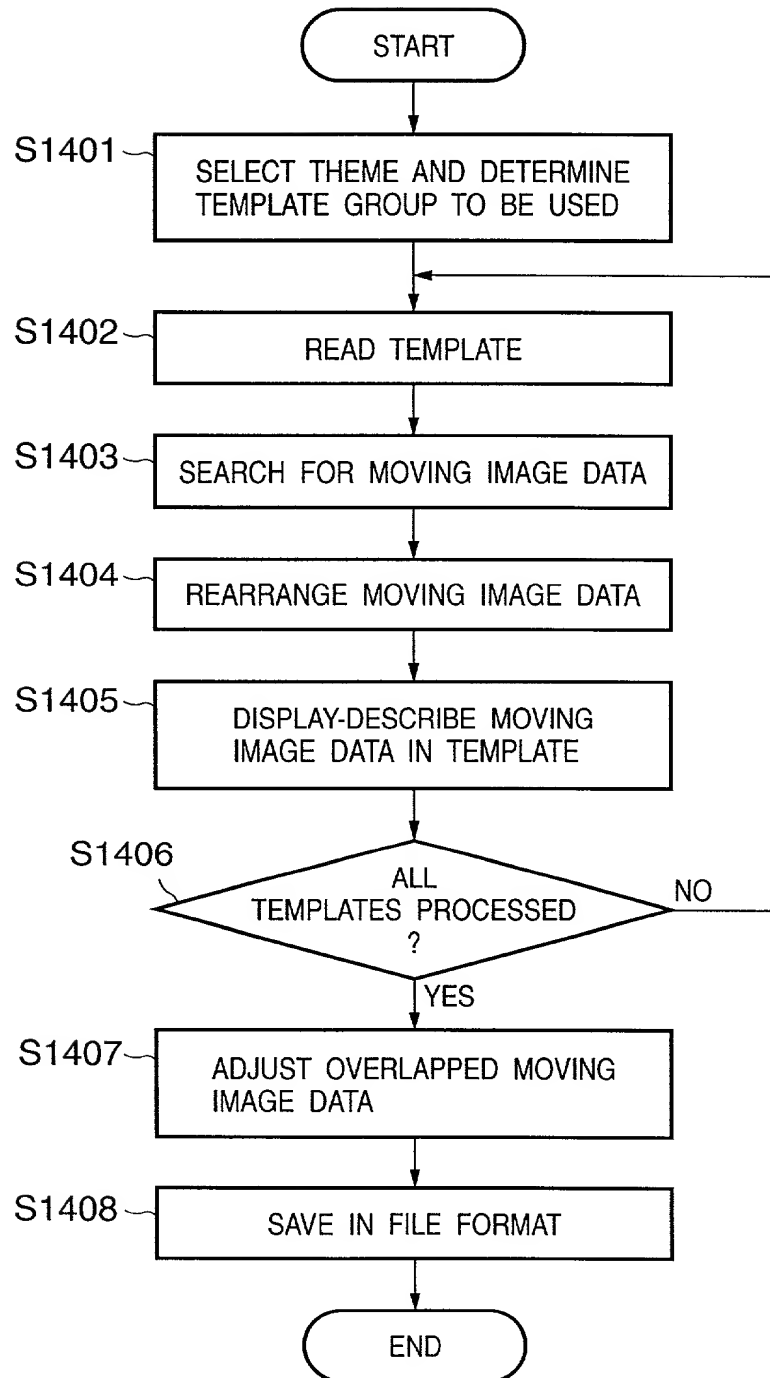 START
S1401
SELECT THEME AND DETERMINE
TEMPLATE GROUP TO BE USED
S1402
READ TEMPLATE
S1403
SEARCH FOR MOVING IMAGE DATA
S1404
REARRANGE MOVING IMAGE DATA
S1405
DISPLAY-DESCRIBE MOVING
IMAGE DATA IN TEMPLATE
S1406
ALL
TEMPLATES PROCESSED
?
NO
YES
S1407
ADJUST OVERLAPPED MOVING
IMAGE DATA
S1408
SAVE IN FILE FORMAT
END